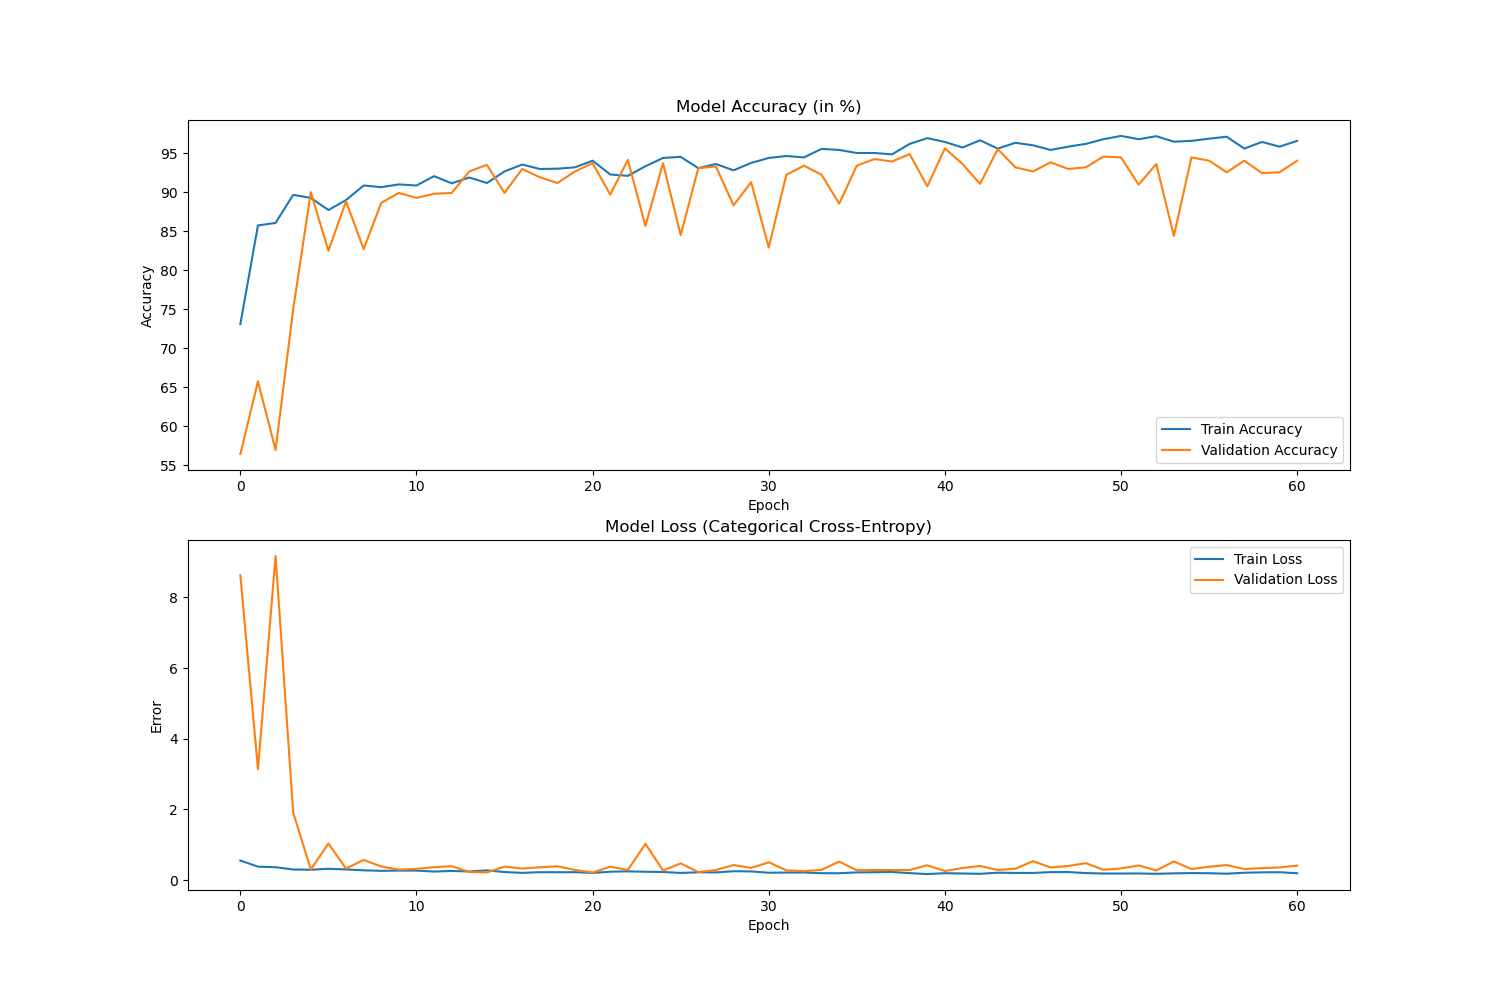 Model Accuracy (in %)
Accuracy
95
90
85
80
75
70
65
60
55
Train Accuracy
Validation Accuracy
0 10 20 30 40 50 60
Epoch
Model Loss (Categorical Cross-Entropy)
Error
8
6
4
2
0
Train Loss
Validation Loss
0 10 20 30 40 50 60
Epoch